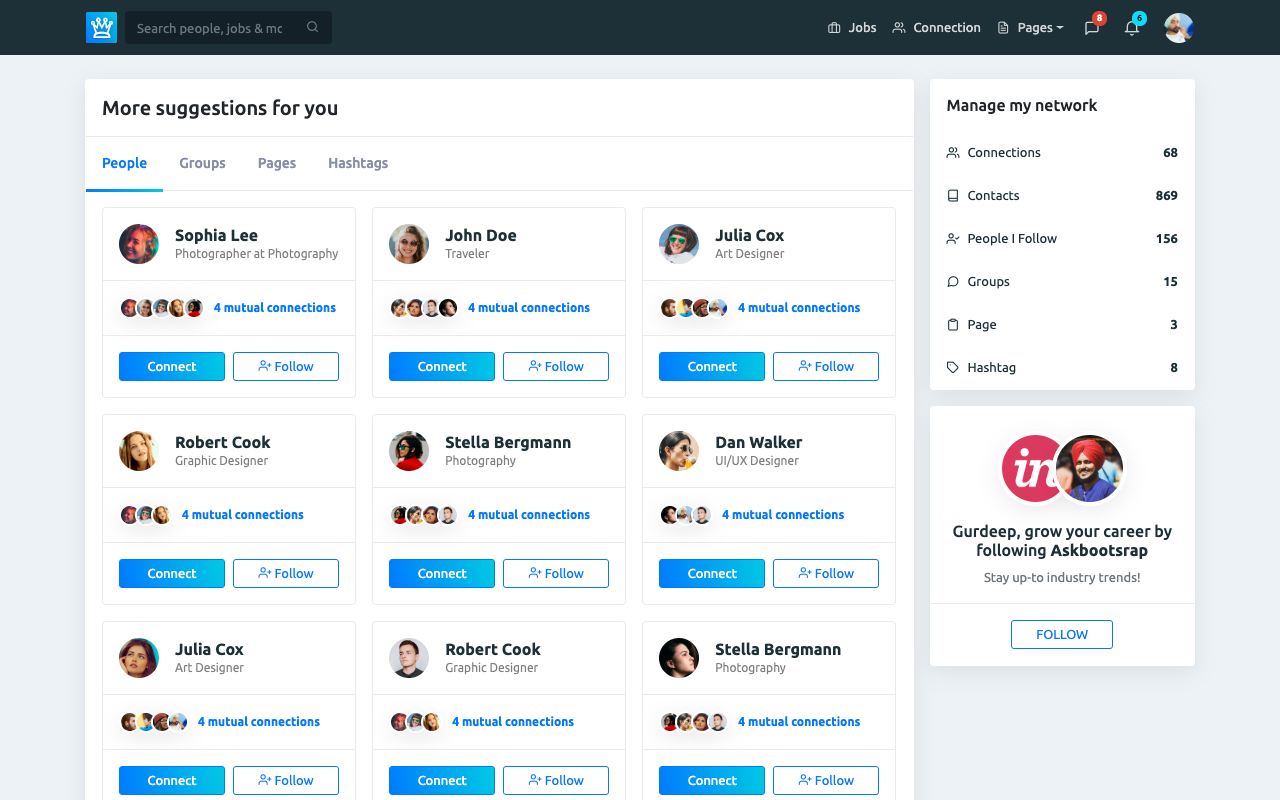 Search people, jobs & mc
Jobs
Connection
Pages
8
6
More suggestions for you
People
Groups
Pages
Hashtags
Sophia Lee
Photographer at Photography
4 mutual connections
Connect
Follow
John Doe
Traveler
4 mutual connections
Connect
Follow
Julia Cox
Art Designer
4 mutual connections
Connect
Follow
Robert Cook
Graphic Designer
4 mutual connections
Connect
Follow
Stella Bergmann
Photography
4 mutual connections
Connect
Follow
Dan Walker
UI/UX Designer
4 mutual connections
Connect
Follow
Julia Cox
Art Designer
4 mutual connections
Connect
Follow
Robert Cook
Graphic Designer
4 mutual connections
Connect
Follow
Stella Bergmann
Photography
4 mutual connections
Connect
Follow
Manage my network
Connections 68
Contacts 869
People I Follow 156
Groups 15
Page 3
Hashtag 8
in
Gurdeep, grow your career by
following Askbootsrap
Stay up-to industry trends!
FOLLOW